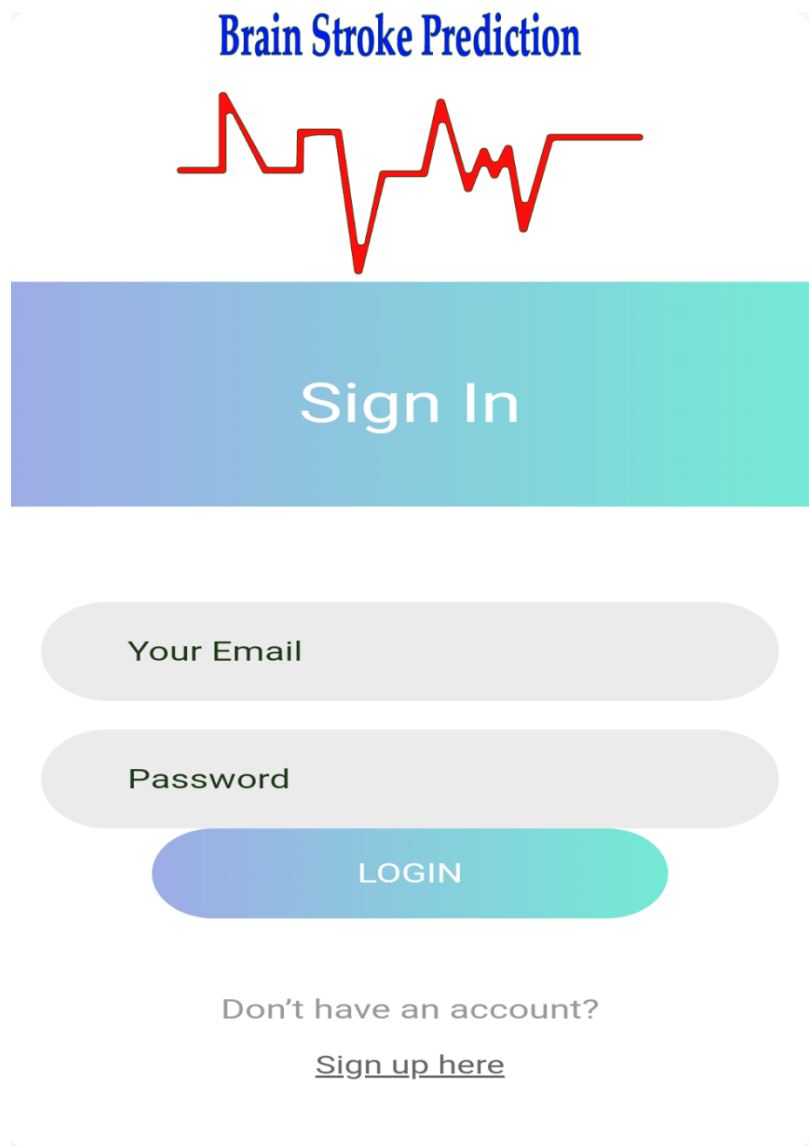 Brain Stroke Prediction
Sign In
Your Email
Password
LOGIN
Don’t have an account?
Sign up here